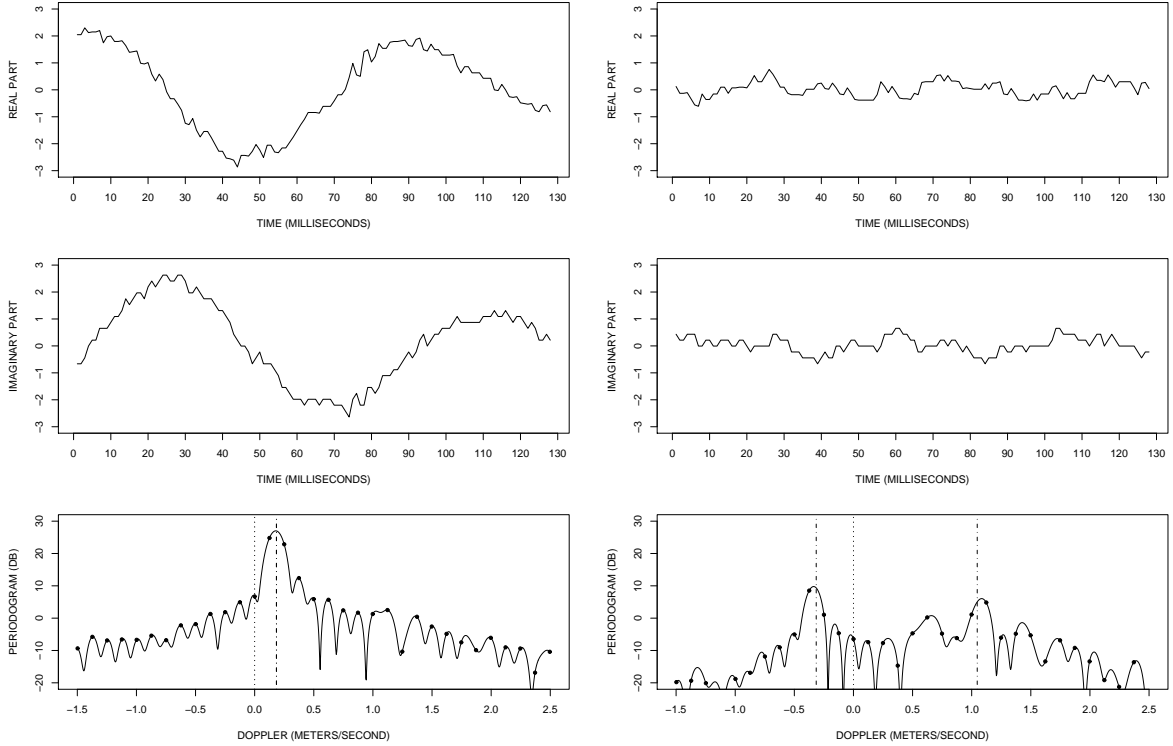 REAL PART
3
2
1
0
−1
−2
−3
0 10 20 30 40 50 60 70 80 90 100 110 120 130
TIME (MILLISECONDS)
REAL PART
3
2
1
0
−1
−2
−3
0 10 20 30 40 50 60 70 80 90 100 110 120 130
TIME (MILLISECONDS)
IMAGINARY PART
3
2
1
0
−1
−2
−3
0 10 20 30 40 50 60 70 80 90 100 110 120 130
TIME (MILLISECONDS)
IMAGINARY PART
3
2
1
0
−1
−2
−3
0 10 20 30 40 50 60 70 80 90 100 110 120 130
TIME (MILLISECONDS)
PERIODOGRAM (DB)
30
20
10
0
−10
−20
−1.5 −1.0 −0.5 0.0 0.5 1.0 1.5 2.0 2.5
DOPPLER (METERS/SECOND)
PERIODOGRAM (DB)
30
20
10
0
−10
−20
−1.5 −1.0 −0.5 0.0 0.5 1.0 1.5 2.0 2.5
DOPPLER (METERS/SECOND)